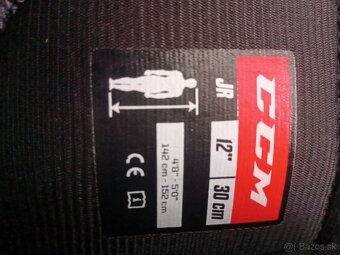 CCM
JR
12" 30 cm
4'8" - 5'0"
142 cm - 152 cm
CE
Bazos.sk